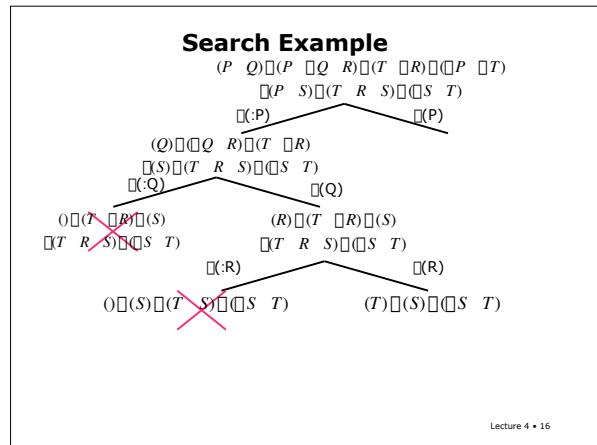 Search Example
(P Q)▯(P ▯Q R)▯(T ▯R)▯(▯P ▯T)
▯(P S)▯(T R S)▯(▯S T)
▯(:P) ▯(P)
(Q)▯(▯Q R)▯(T ▯R)
▯(S)▯(T R S)▯(▯S T)
▯(:Q) ▯(Q)
()▯(T ▯R)▯(S) (R)▯(T ▯R)▯(S)
▯(T R S)▯(▯S T) ▯(T R S)▯(▯S T)
▯(:R) ▯(R)
()▯(S)▯(T S)▯(▯S T) (T)▯(S)▯(▯S T)
Lecture 4 • 16